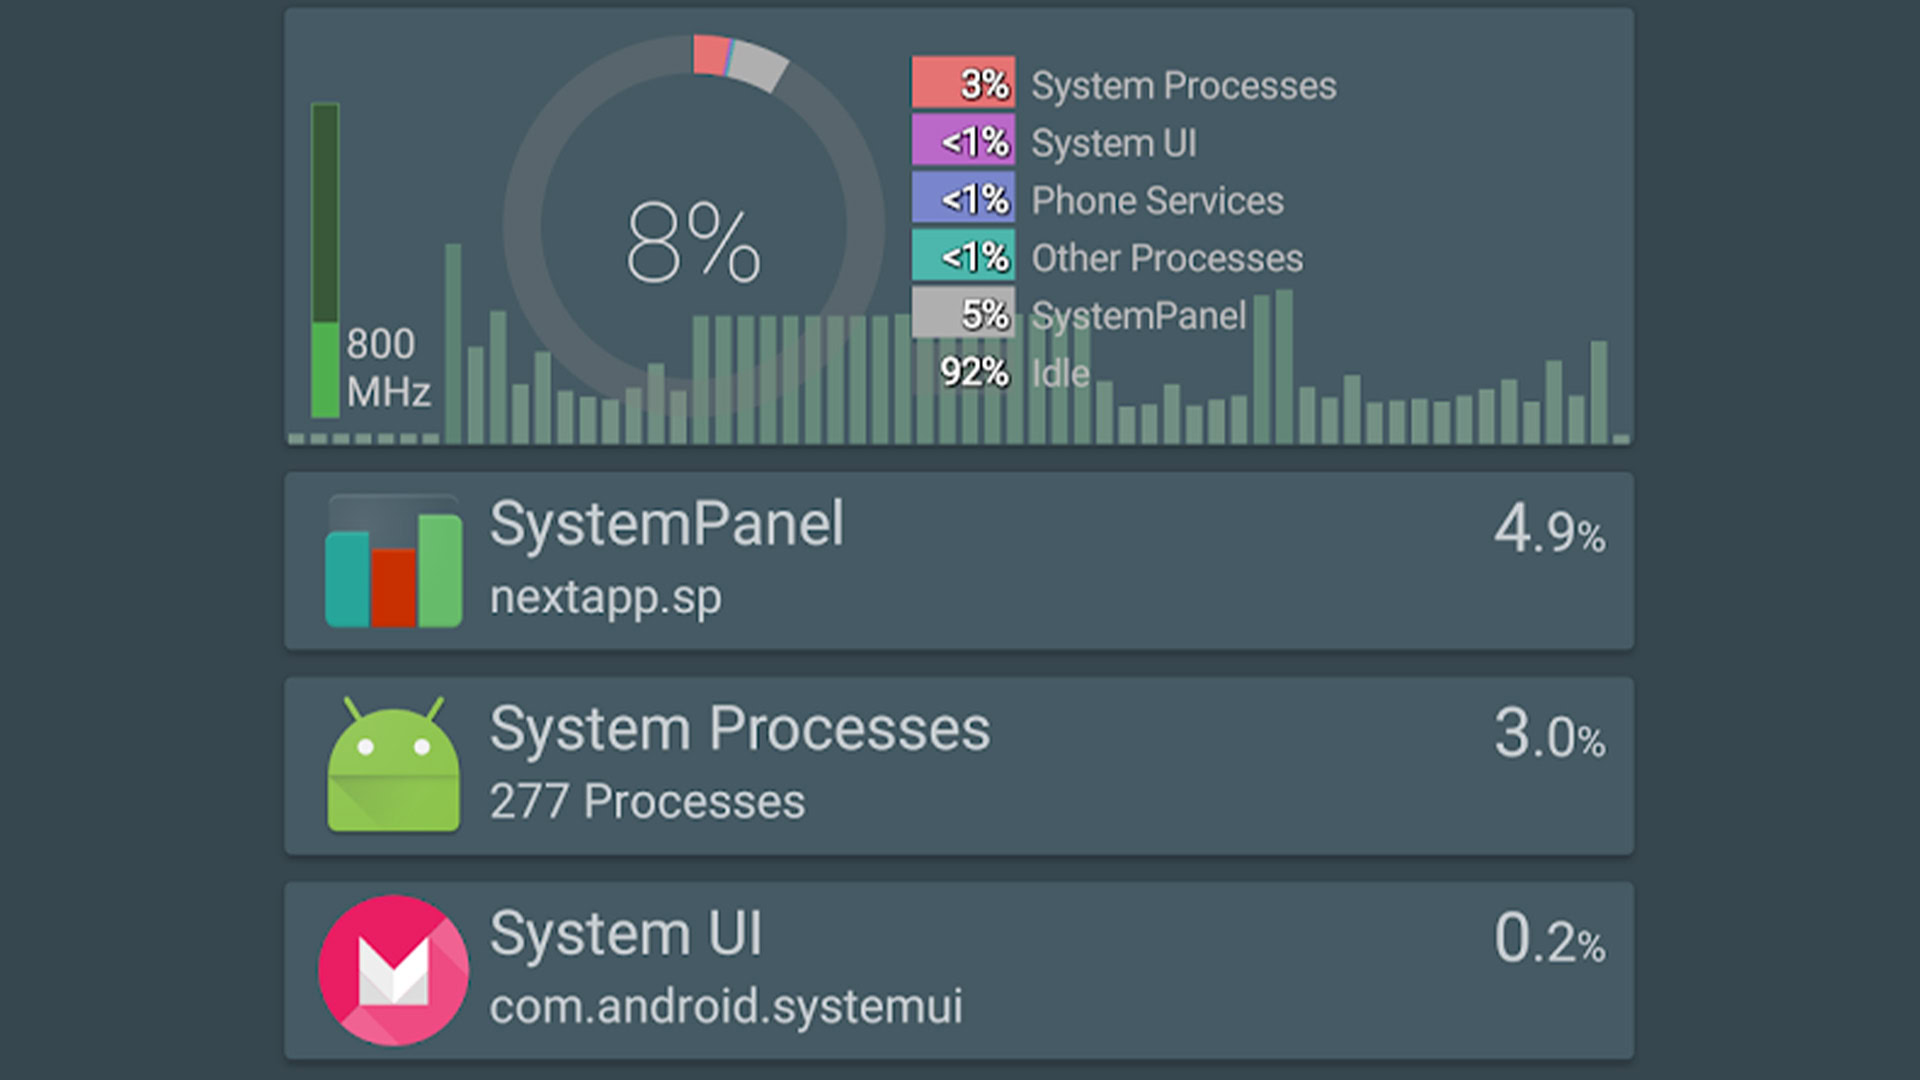 800
MHz
8%
3% System Processes
<1% System UI
<1% Phone Services
<1% Other Processes
5% SystemPanel
92% Idle
SystemPanel
4.9%
nextapp.sp
System Processes
3.0%
277 Processes
System UI
0.2%
com.android.systemui